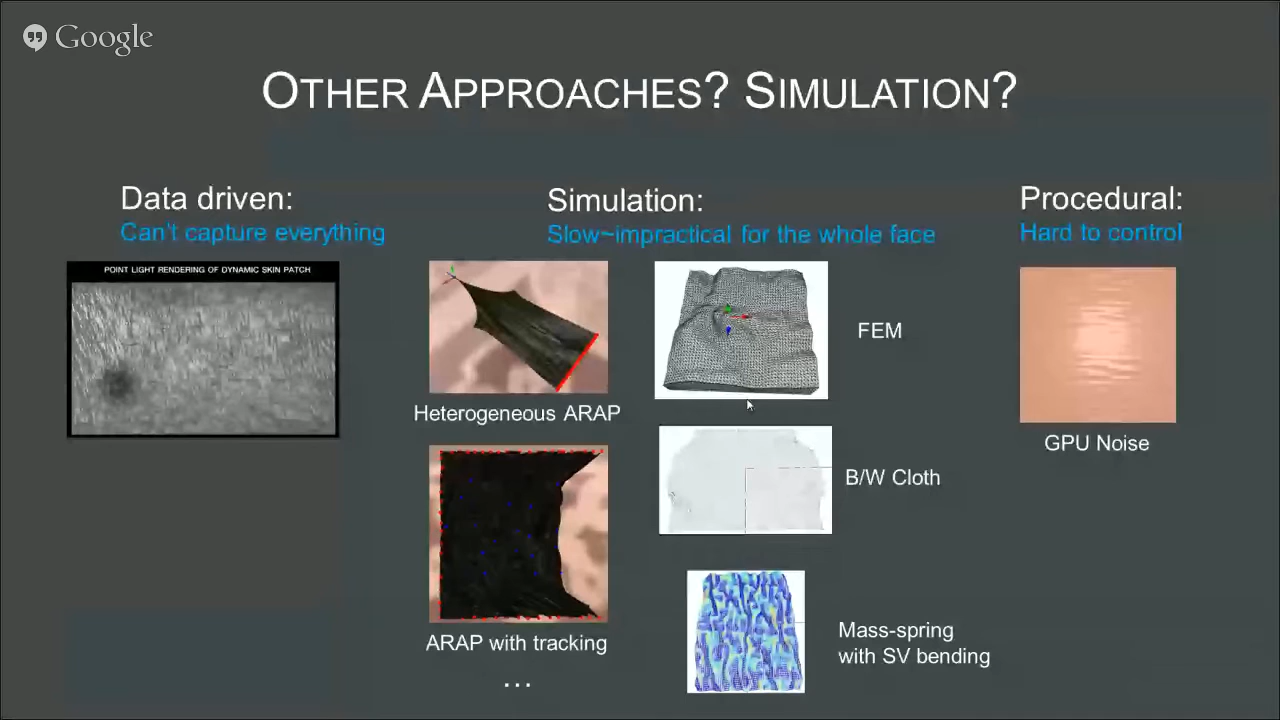 Google
OTHER APPROACHES? SIMULATION?
Data driven:
Can't capture everything
POINT LIGHT RENDERING OF DYNAMIC SKIN PATCH
Simulation:
Slow~impractical for the whole face
Heterogeneous ARAP
ARAP with tracking
...
FEM
B/W Cloth
Mass-spring
with SV bending
Procedural:
Hard to control
GPU Noise